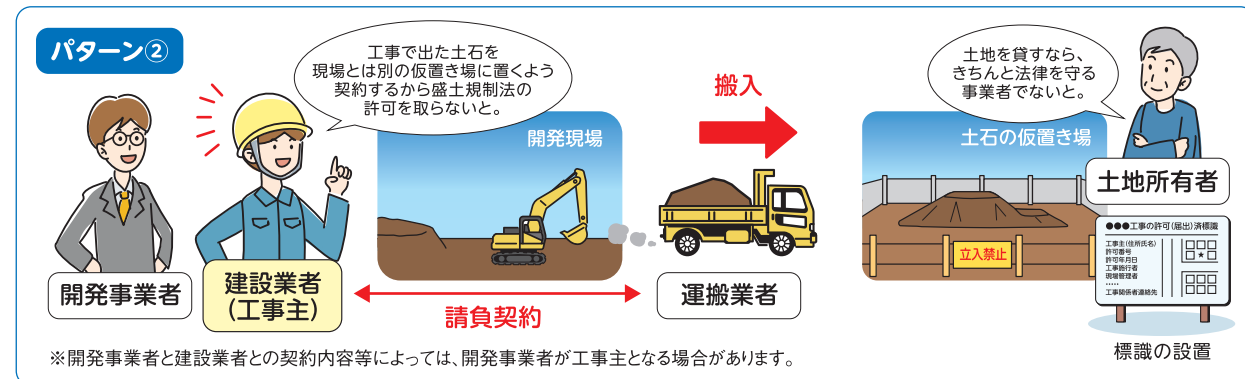 パターン②
工事で出た土石を
現場とは別の仮置き場に置くよう
契約するから盛土規制法の
許可を取らないと。
開発現場
搬入
土地を貸すなら、
きちんと法律を守る
事業者でないと。
土石の仮置き場
土地所有者
立入禁止
●●●工事の許可(届出)済標識
工事主(住所氏名)
許可番号
許可年月日
工事施行者
現場管理者
……
工事関係者連絡先
★
標識の設置
開発事業者
建設業者
(工事主)
請負契約
運搬業者
※開発事業者と建設業者との契約内容等によっては、開発事業者が工事主となる場合があります。